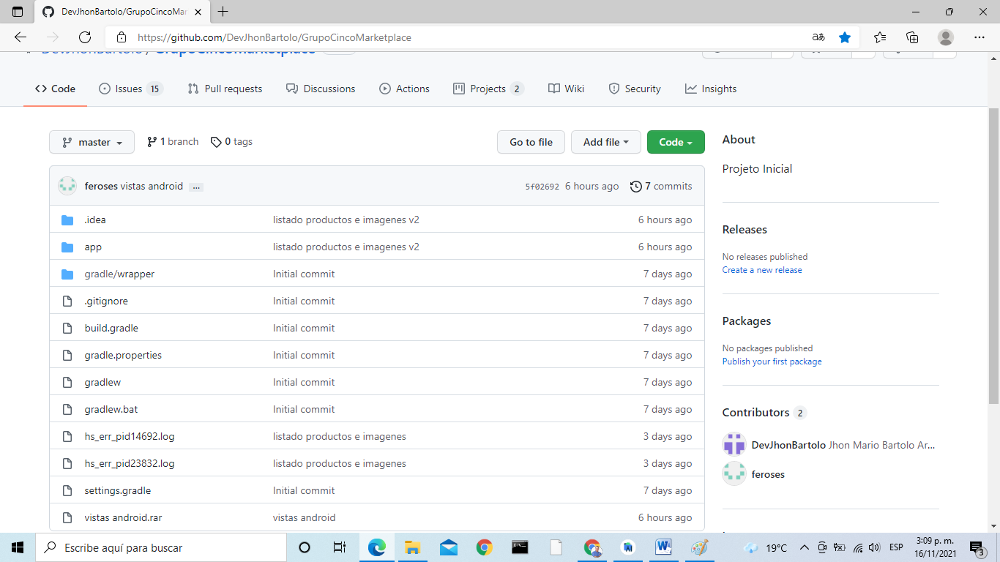 DevJhonBartolo/GrupoCincoMar
https://github.com/DevJhonBartolo/GrupoCincoMarketplace
DevJhonBartolo / GrupoCincoMarketplace
Code Issues 15 Pull requests Discussions Actions Projects 2 Wiki Security Insights
master 1 branch 0 tags Go to file Add file Code
feroses vistas android ... 5f02692 6 hours ago 7 commits
.idea listado productos e imagenes v2 6 hours ago
app listado productos e imagenes v2 6 hours ago
gradle/wrapper Initial commit 7 days ago
.gitignore Initial commit 7 days ago
build.gradle Initial commit 7 days ago
gradle.properties Initial commit 7 days ago
gradlew Initial commit 7 days ago
gradlew.bat Initial commit 7 days ago
hs_err_pid14692.log listado productos e imagenes 3 days ago
hs_err_pid23832.log listado productos e imagenes 3 days ago
settings.gradle Initial commit 7 days ago
vistas android.rar vistas android 6 hours ago
About
Projeto Inicial
Releases
No releases published
Create a new release
Packages
No packages published
Publish your first package
Contributors 2
DevJhonBartolo Jhon Mario Bartolo Ar...
feroses
Escribe aquí para buscar
19°C
ESP
3:09 p. m.
16/11/2021
3